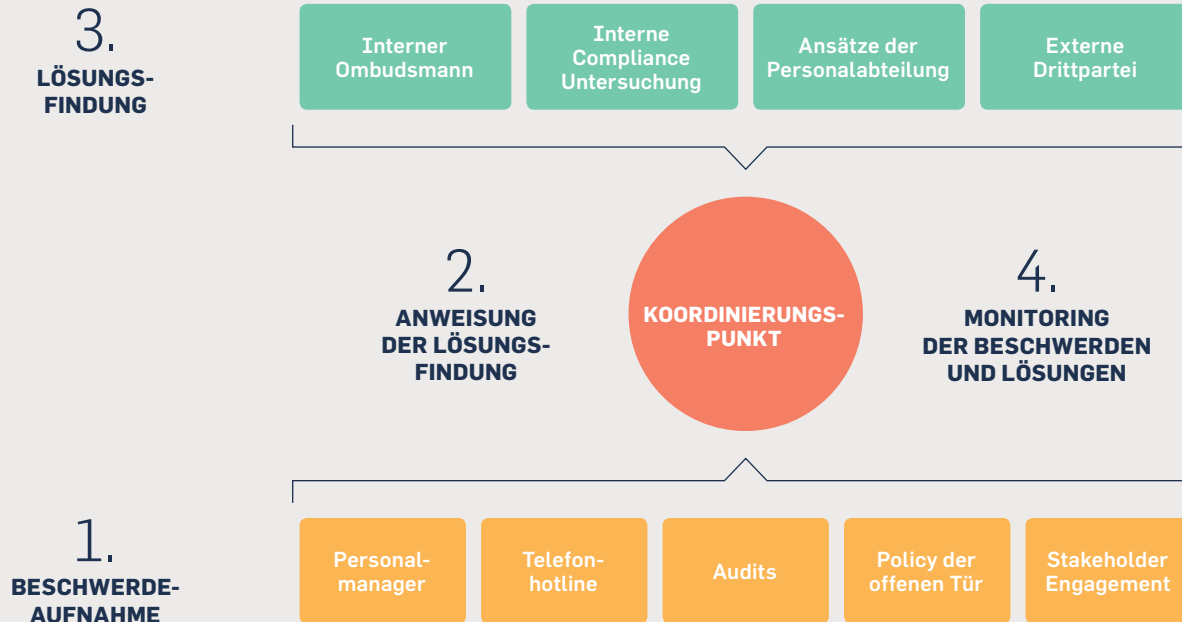 3.
LÖSUNGS-
FINDUNG
Interner
Ombudsmann
Interne
Compliance
Untersuchung
Ansätze der
Personalabteilung
Externe
Drittpartei
2.
ANWEISUNG
DER LÖSUNGS-
FINDUNG
KOORDINIERUNGS-
PUNKT
4.
MONITORING
DER BESCHWERDEN
UND LÖSUNGEN
1.
BESCHWERDE-
AUFNAHME
Personal-
manager
Telefon-
hotline
Audits
Policy der
offenen Tür
Stakeholder
Engagement